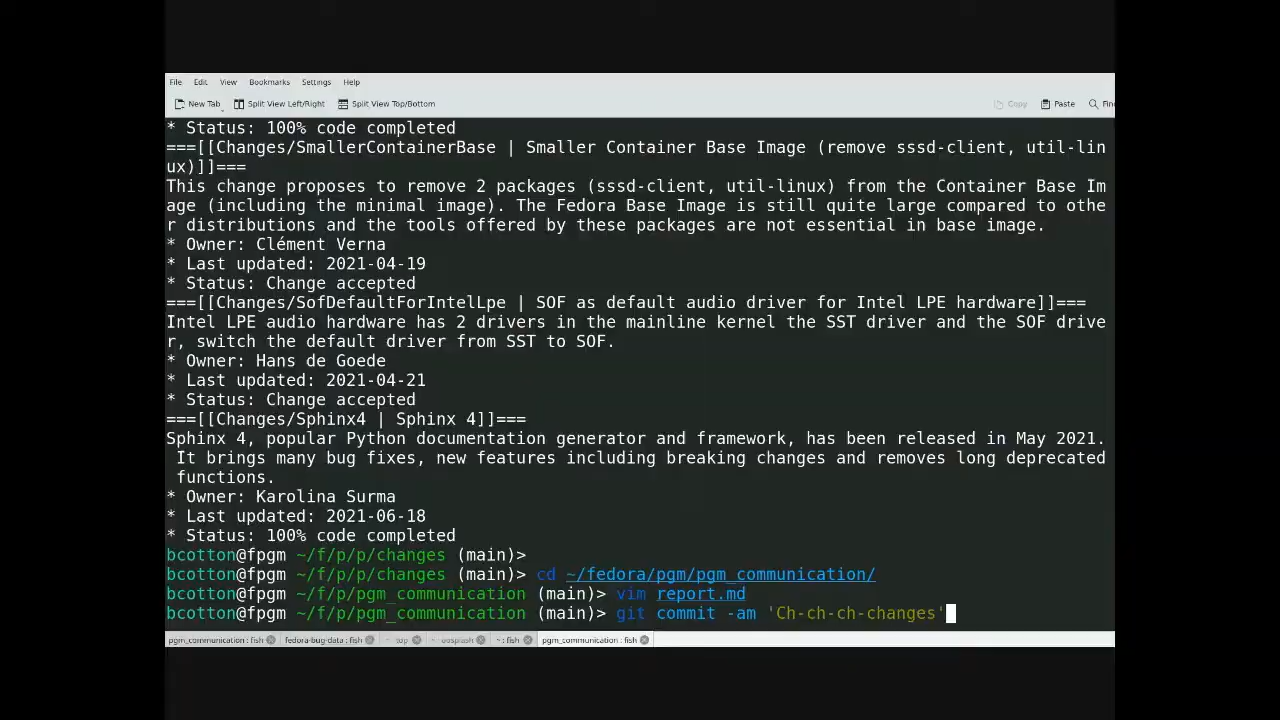 File Edit View Bookmarks Settings Help
New Tab Split View Left/Right Split View Top/Bottom Copy Paste Fin
* Status: 100% code completed
===[[Changes/SmallerContainerBase | Smaller Container Base Image (remove sssd-client, util-lin
ux)]]===
This change proposes to remove 2 packages (sssd-client, util-linux) from the Container Base Im
age (including the minimal image). The Fedora Base Image is still quite large compared to othe
r distributions and the tools offered by these packages are not essential in base image.
* Owner: Clément Verna
* Last updated: 2021-04-19
* Status: Change accepted
===[[Changes/SofDefaultForIntelLpe | SOF as default audio driver for Intel LPE hardware]]===
Intel LPE audio hardware has 2 drivers in the mainline kernel the SST driver and the SOF drive
r, switch the default driver from SST to SOF.
* Owner: Hans de Goede
* Last updated: 2021-04-21
* Status: Change accepted
===[[Changes/Sphinx4 | Sphinx 4]]===
Sphinx 4, popular Python documentation generator and framework, has been released in May 2021.
 It brings many bug fixes, new features including breaking changes and removes long deprecated
 functions.
* Owner: Karolina Surma
* Last updated: 2021-06-18
* Status: 100% code completed
bcotton@fpgm ~/f/p/p/changes (main)>
bcotton@fpgm ~/f/p/p/changes (main)> cd ~/fedora/pgm/pgm_communication/
bcotton@fpgm ~/f/p/pgm_communication (main)> vim report.md
bcotton@fpgm ~/f/p/pgm_communication (main)> git commit -am 'Ch-ch-ch-changes'
pgm_communication : fish fedora-bug-data : fish ~ : top ~ : fish pgm_communication : fish